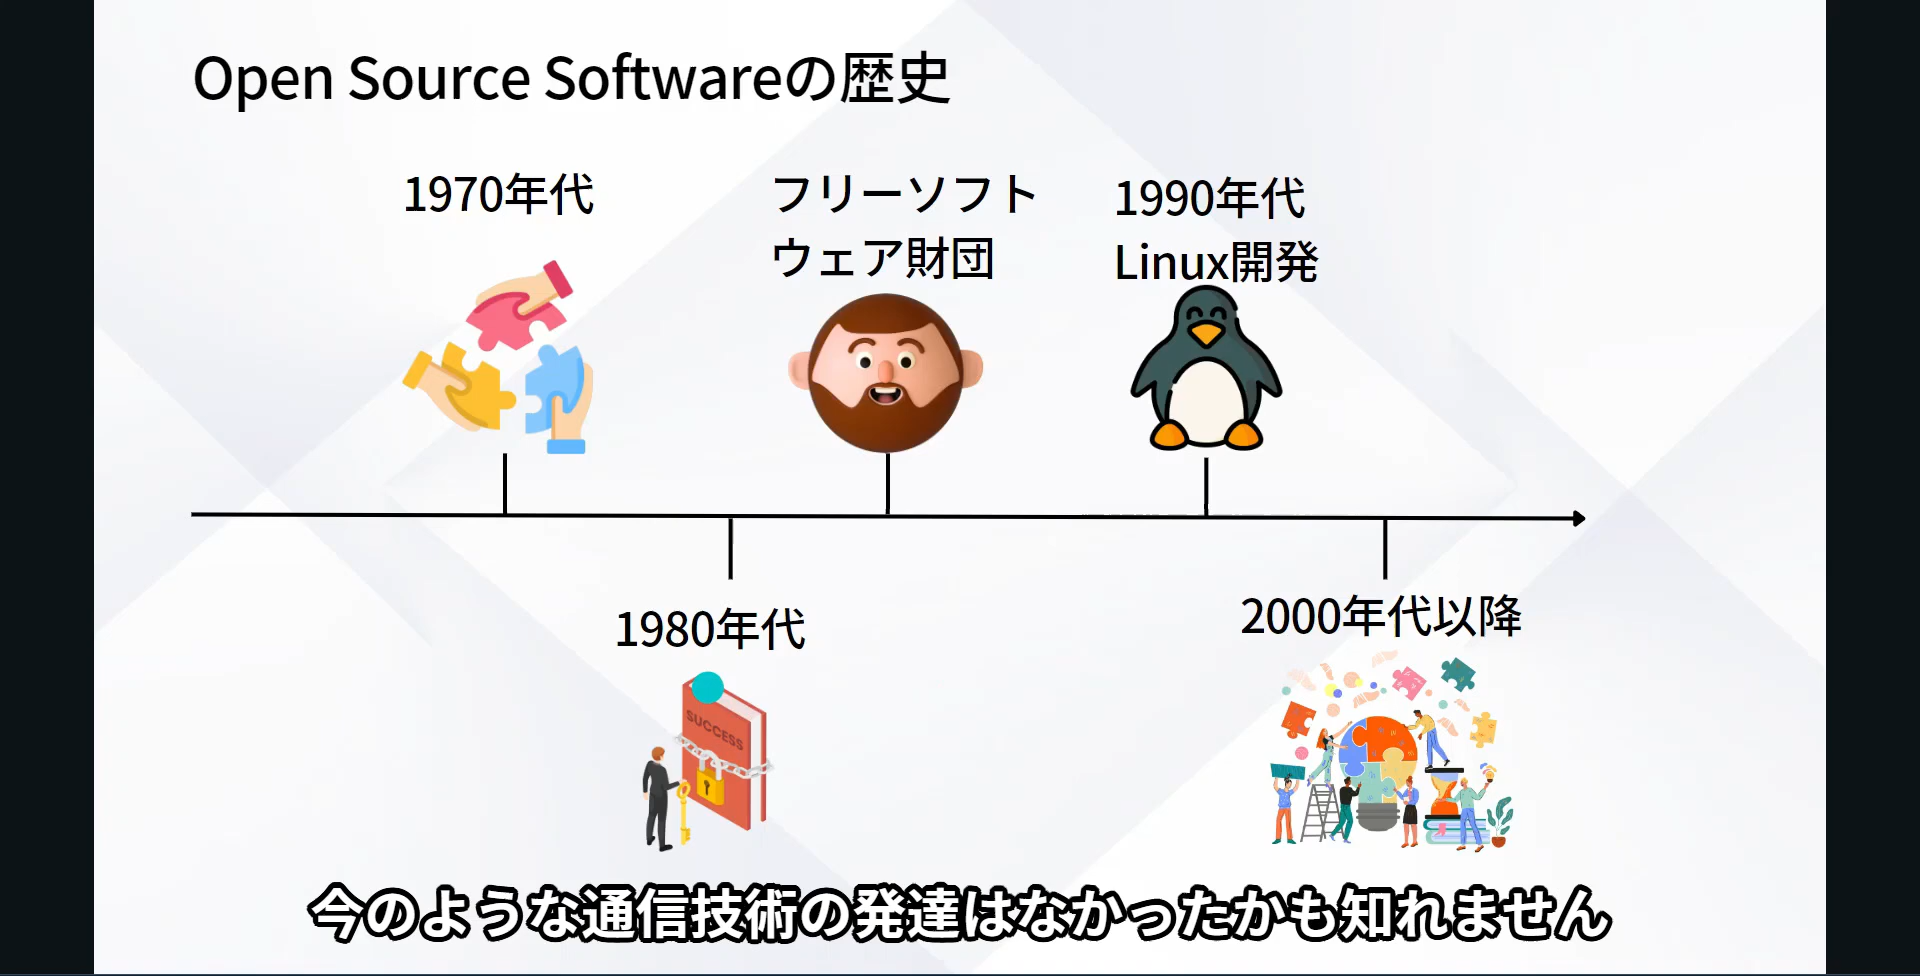 Open Source Softwareの歴史
1970年代
フリーソフト
ウェア財団
1990年代
Linux開発
1980年代
SUCCESS
2000年代以降
今のような通信技術の発達はなかったかも知れません